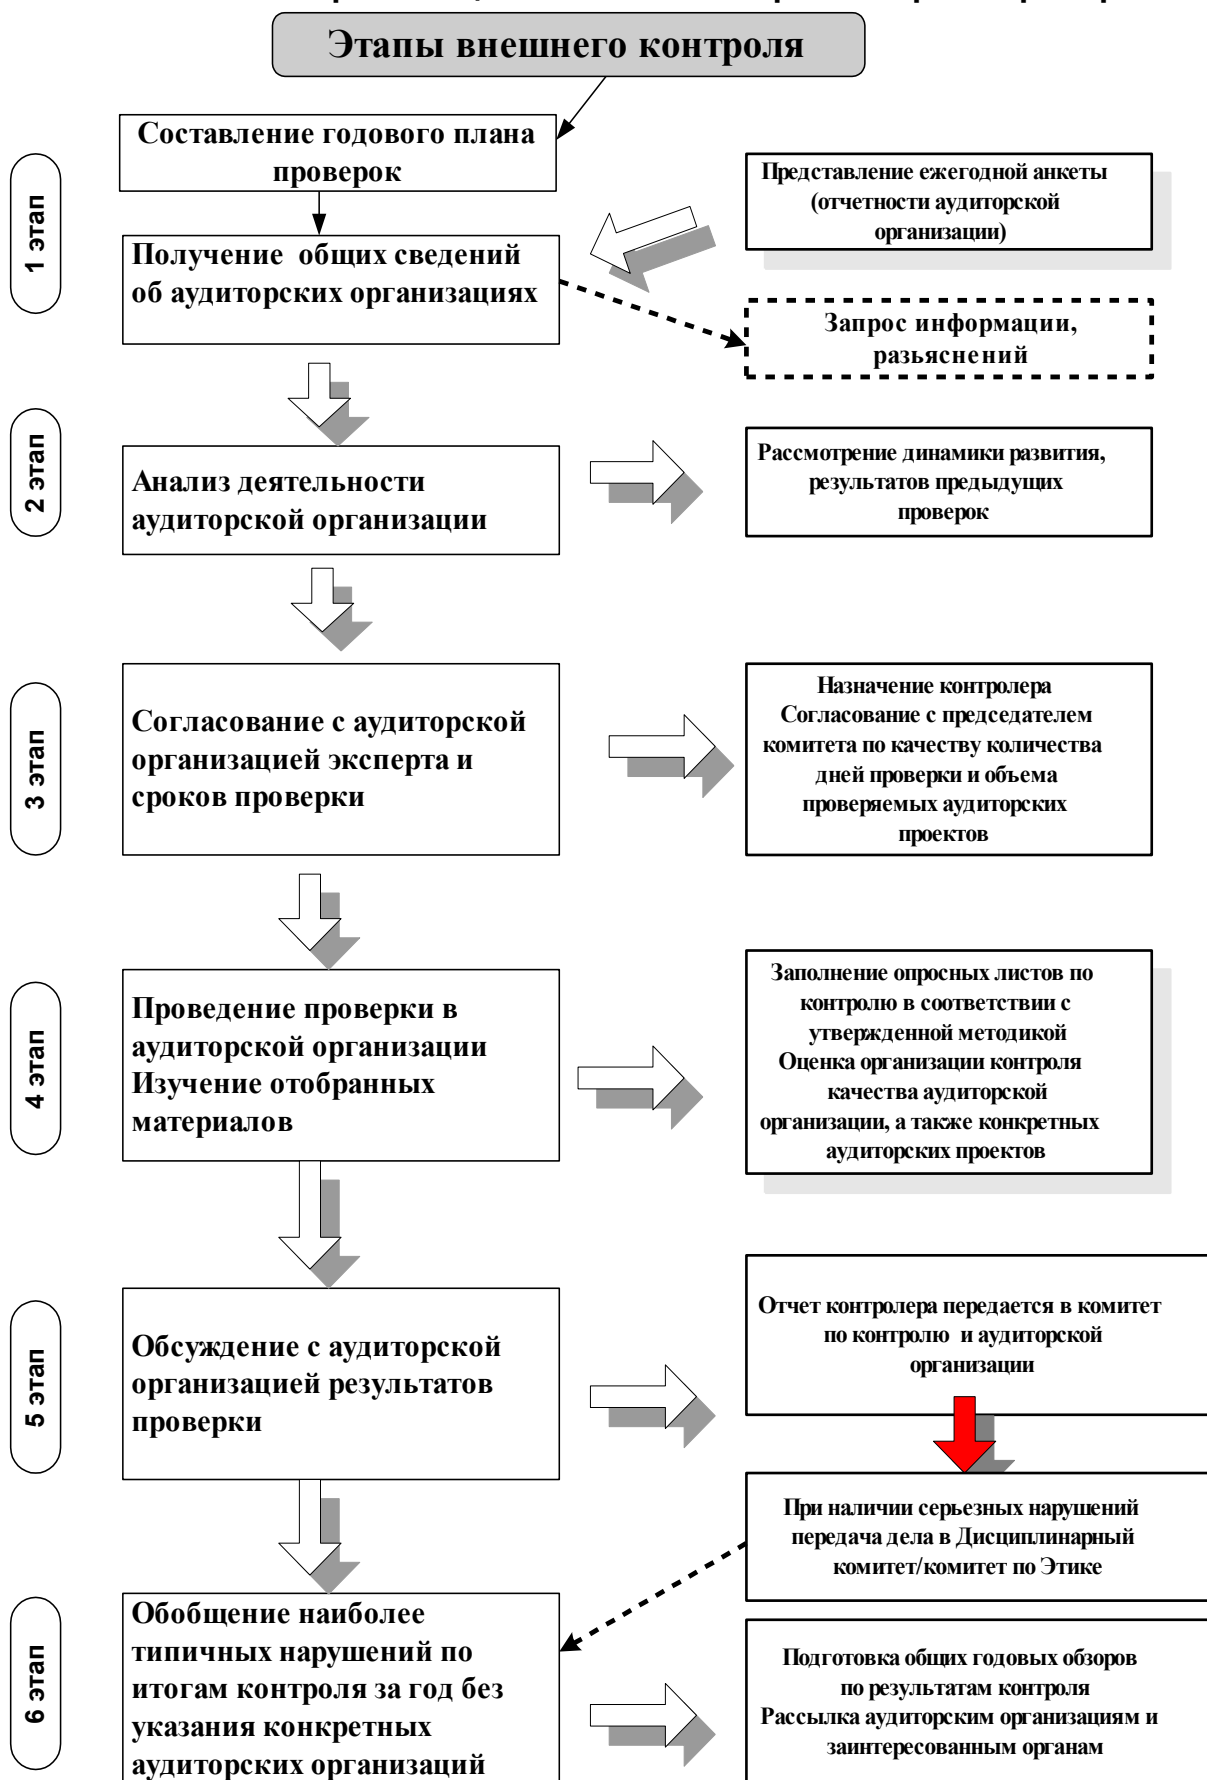 Этапы внешнего контроля
Составление годового плана
проверок
1 этап
Представление ежегодной анкеты
(отчетности аудиторской
организации)
Получение общих сведений
об аудиторских организациях
Запрос информации,
разьяснений
2 этап
Анализ деятельности
аудиторской организации
Рассмотрение динамики развития,
результатов предыдущих
проверок
3 этап
Согласование с аудиторской
организацией эксперта и
сроков проверки
Назначение контролера
Согласование с председателем
комитета по качеству количества
дней проверки и объема
проверяемых аудиторских
проектов
4 этап
Проведение проверки в
аудиторской организации
Изучение отобранных
материалов
Заполнение опросных листов по
контролю в соответствии с
утвержденной методикой
Оценка организации контроля
качества аудиторской
организации, а также конкретных
аудиторских проектов
5 этап
Обсуждение с аудиторской
организацией результатов
проверки
Отчет контролера передается в комитет
по контролю и аудиторской
организации
При наличии серьезных нарушений
передача дела в Дисциплинарный
комитет/комитет по Этике
6 этап
Обобщение наиболее
типичных нарушений по
итогам контроля за год без
указания конкретных
аудиторских организаций
Подготовка общих годовых обзоров
по результатам контроля
Рассылка аудиторским организациям и
заинтересованным органам